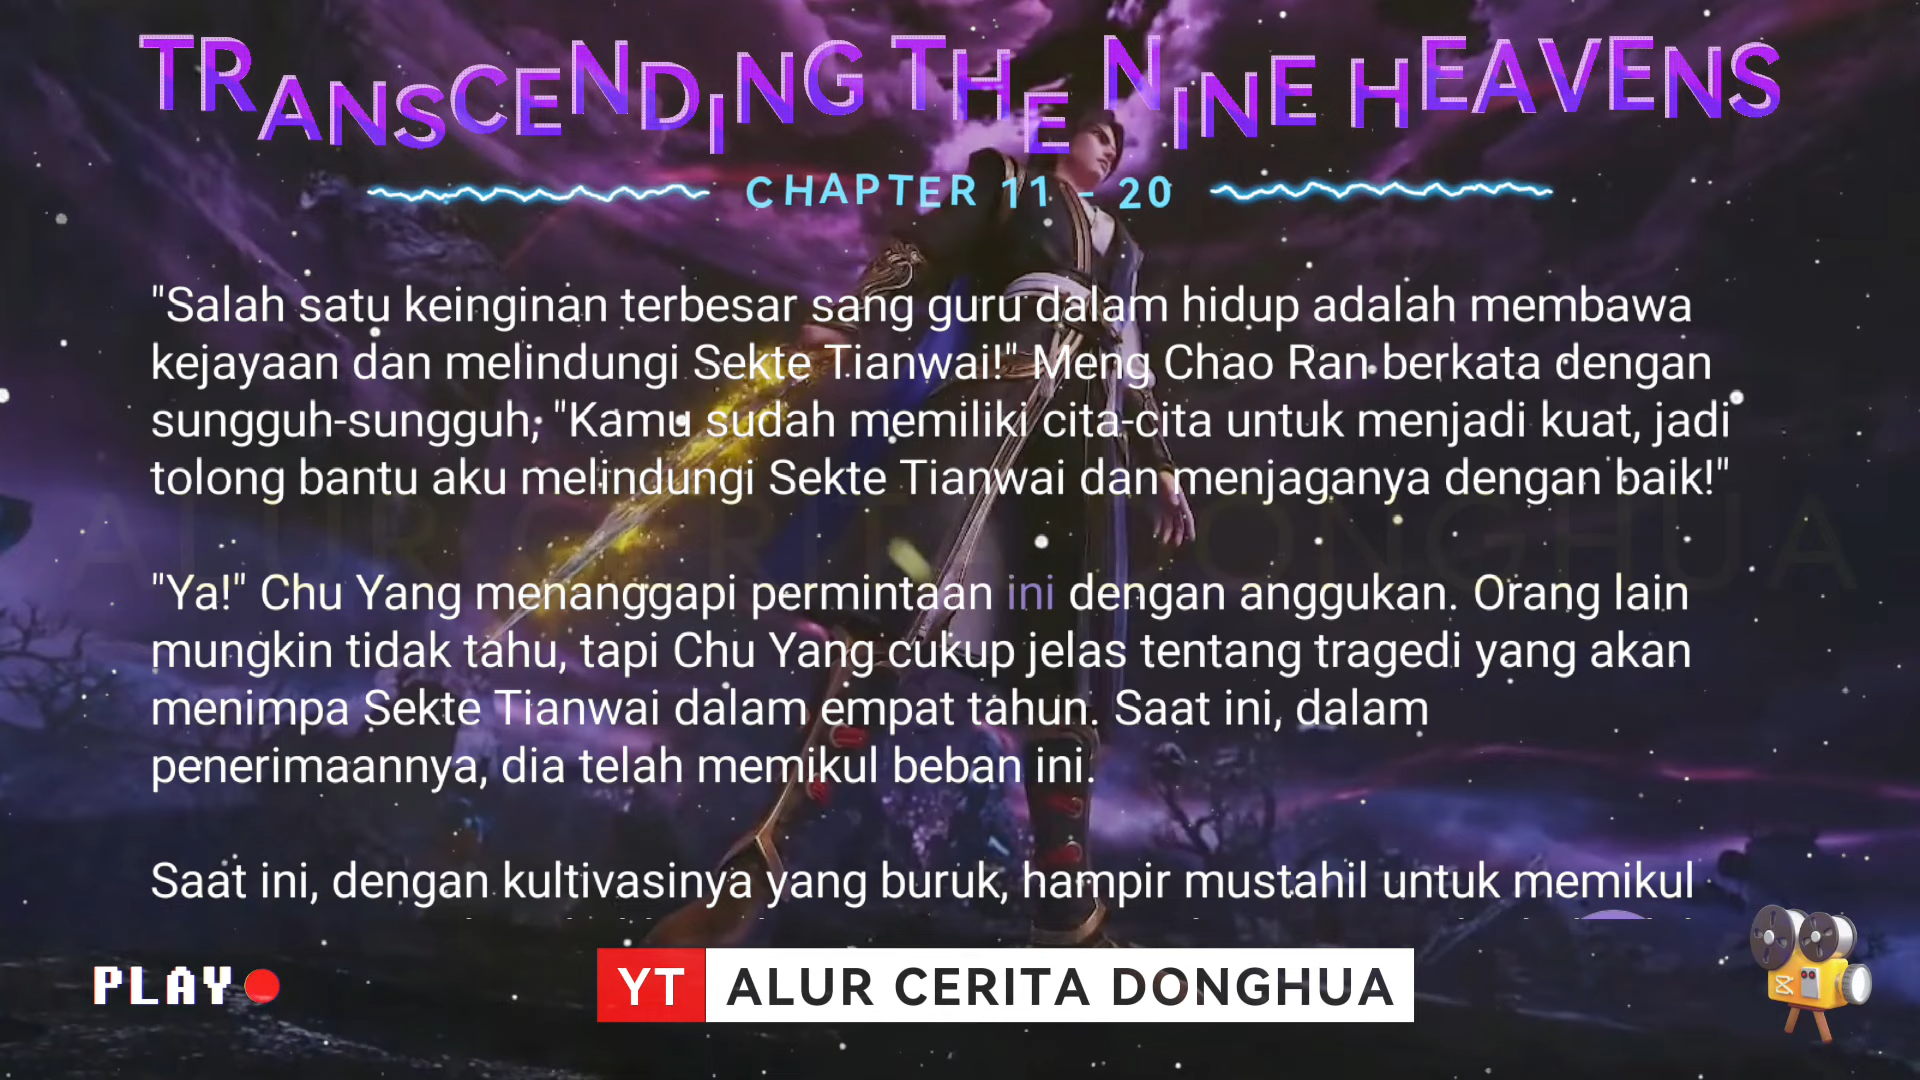 TRANSCENDING THE NINE HEAVENS
CHAPTER 11 - 20
"Salah satu keinginan terbesar sang guru dalam hidup adalah membawa
kejayaan dan melindungi Sekte Tianwai!" Meng Chao Ran berkata dengan
sungguh-sungguh, "Kamu sudah memiliki cita-cita untuk menjadi kuat, jadi
tolong bantu aku melindungi Sekte Tianwai dan menjaganya dengan baik!"
ALUR CERITA DONGHUA
"Ya!" Chu Yang menanggapi permintaan ini dengan anggukan. Orang lain
mungkin tidak tahu, tapi Chu Yang cukup jelas tentang tragedi yang akan
menimpa Sekte Tianwai dalam empat tahun. Saat ini, dalam
penerimaannya, dia telah memikul beban ini.
Saat ini, dengan kultivasinya yang buruk, hampir mustahil untuk memikul
PLAY
YT ALUR CERITA DONGHUA